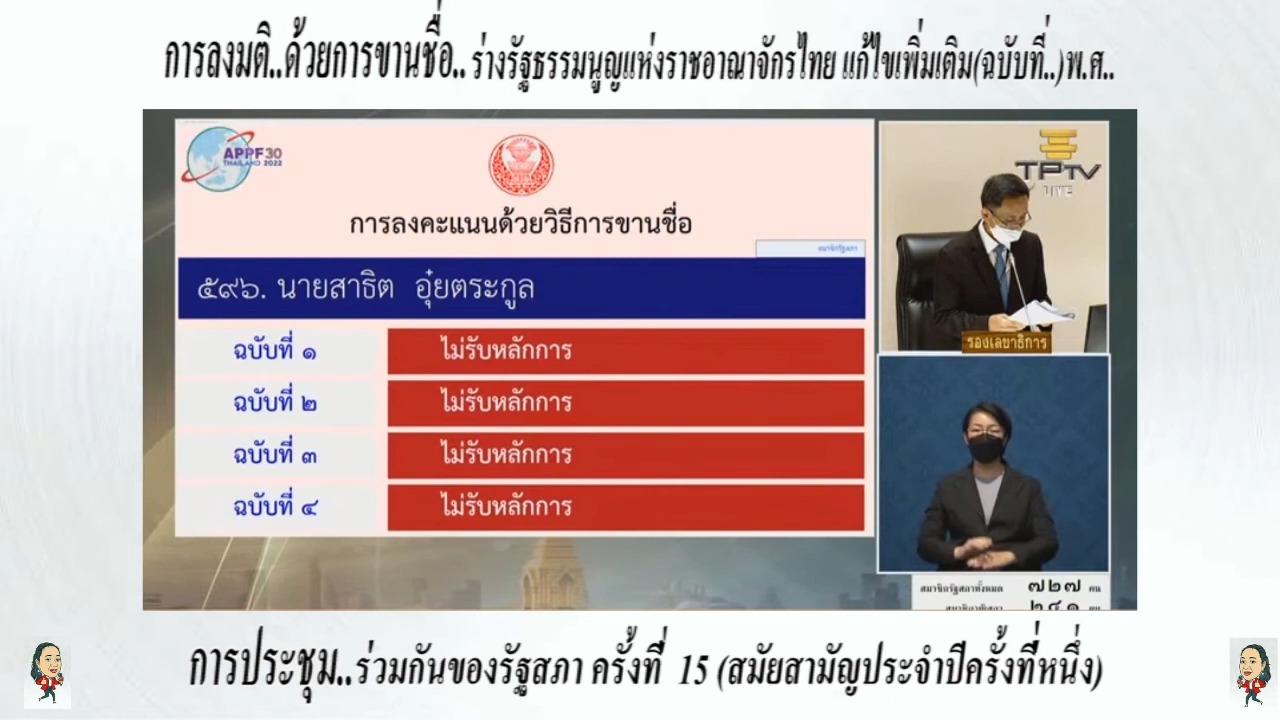 การลงมติ..ด้วยการขานชื่อ.. ร่างรัฐธรรมนูญแห่งราชอาณาจักรไทย แก้ไขเพิ่มเติม(ฉบับที่..)พ.ศ..
APPF30
THAILAND 2022
การลงคะแนนด้วยวิธีการขานชื่อ
สมาชิกรัฐสภา
๕๙๖. นายสาธิต อุ๋ยตระกูล
ฉบับที่ ๑ ไม่รับหลักการ
ฉบับที่ ๒ ไม่รับหลักการ
ฉบับที่ ๓ ไม่รับหลักการ
ฉบับที่ ๔ ไม่รับหลักการ
TPTV
LIVE
รองเลขาธิการ
สมาชิกรัฐสภาทั้งหมด ๗๒๗ คน
การประชุม..ร่วมกันของรัฐสภา ครั้งที่ 15 (สมัยสามัญประจำปีครั้งที่หนึ่ง)